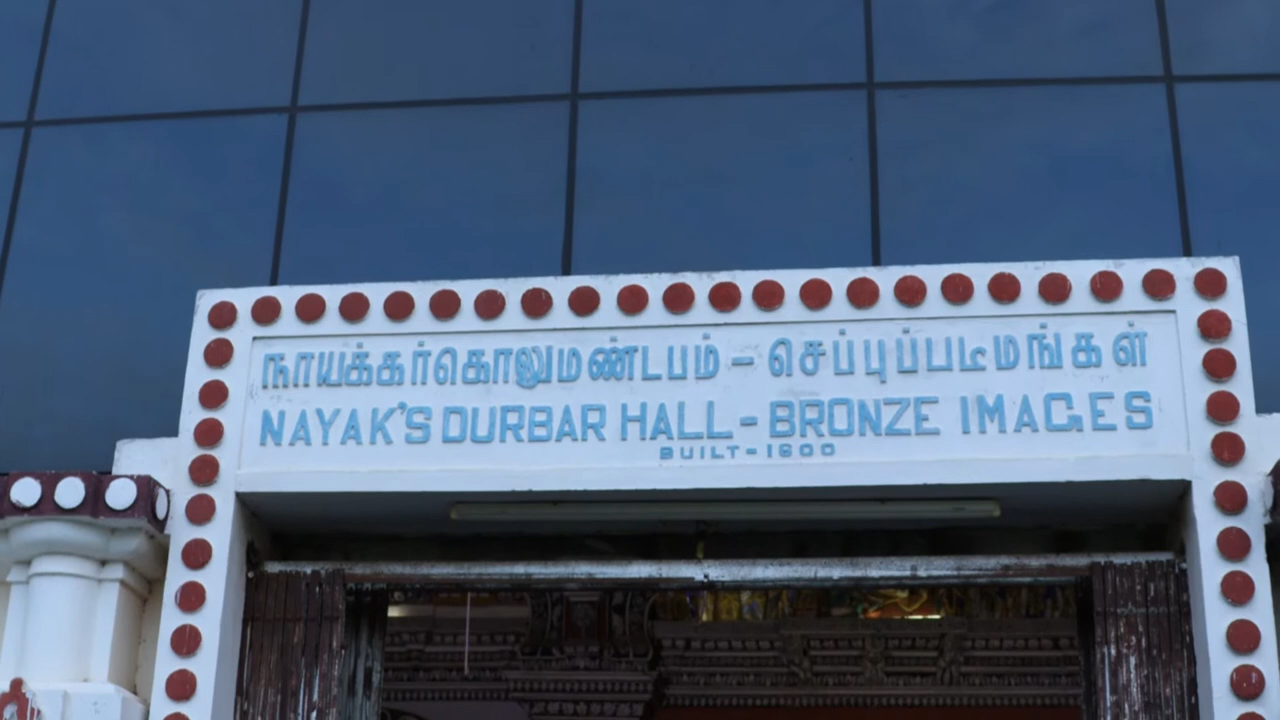 நாயக்கர்கொலுமண்டபம் - செப்புப்படீமங்கள்
NAYAK'S DURBAR HALL - BRONZE IMAGES
BUILT - 1600